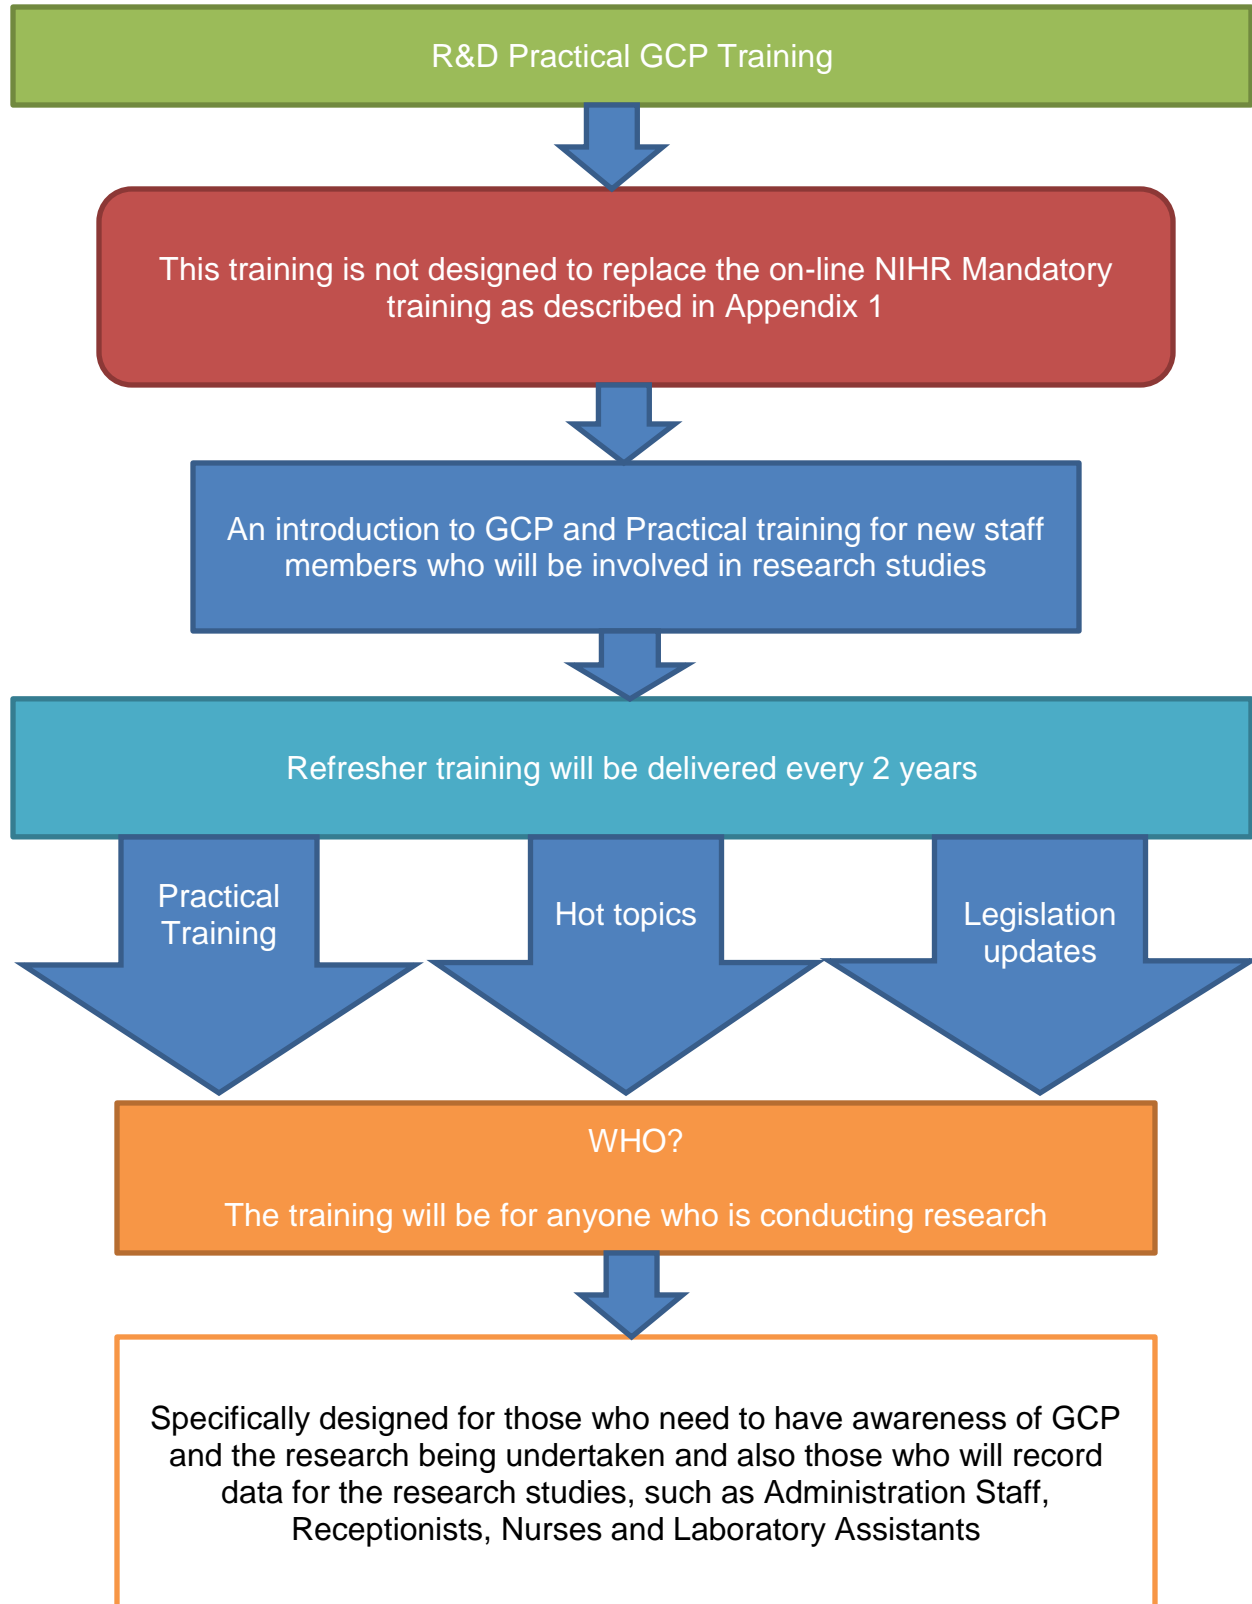 R&D Practical GCP Training
This training is not designed to replace the on-line NIHR Mandatory
training as described in Appendix 1
An introduction to GCP and Practical training for new staff
members who will be involved in research studies
Refresher training will be delivered every 2 years
Practical
Training
Hot topics
Legislation
updates
WHO?
The training will be for anyone who is conducting research
Specifically designed for those who need to have awareness of GCP
and the research being undertaken and also those who will record
data for the research studies, such as Administration Staff,
Receptionists, Nurses and Laboratory Assistants